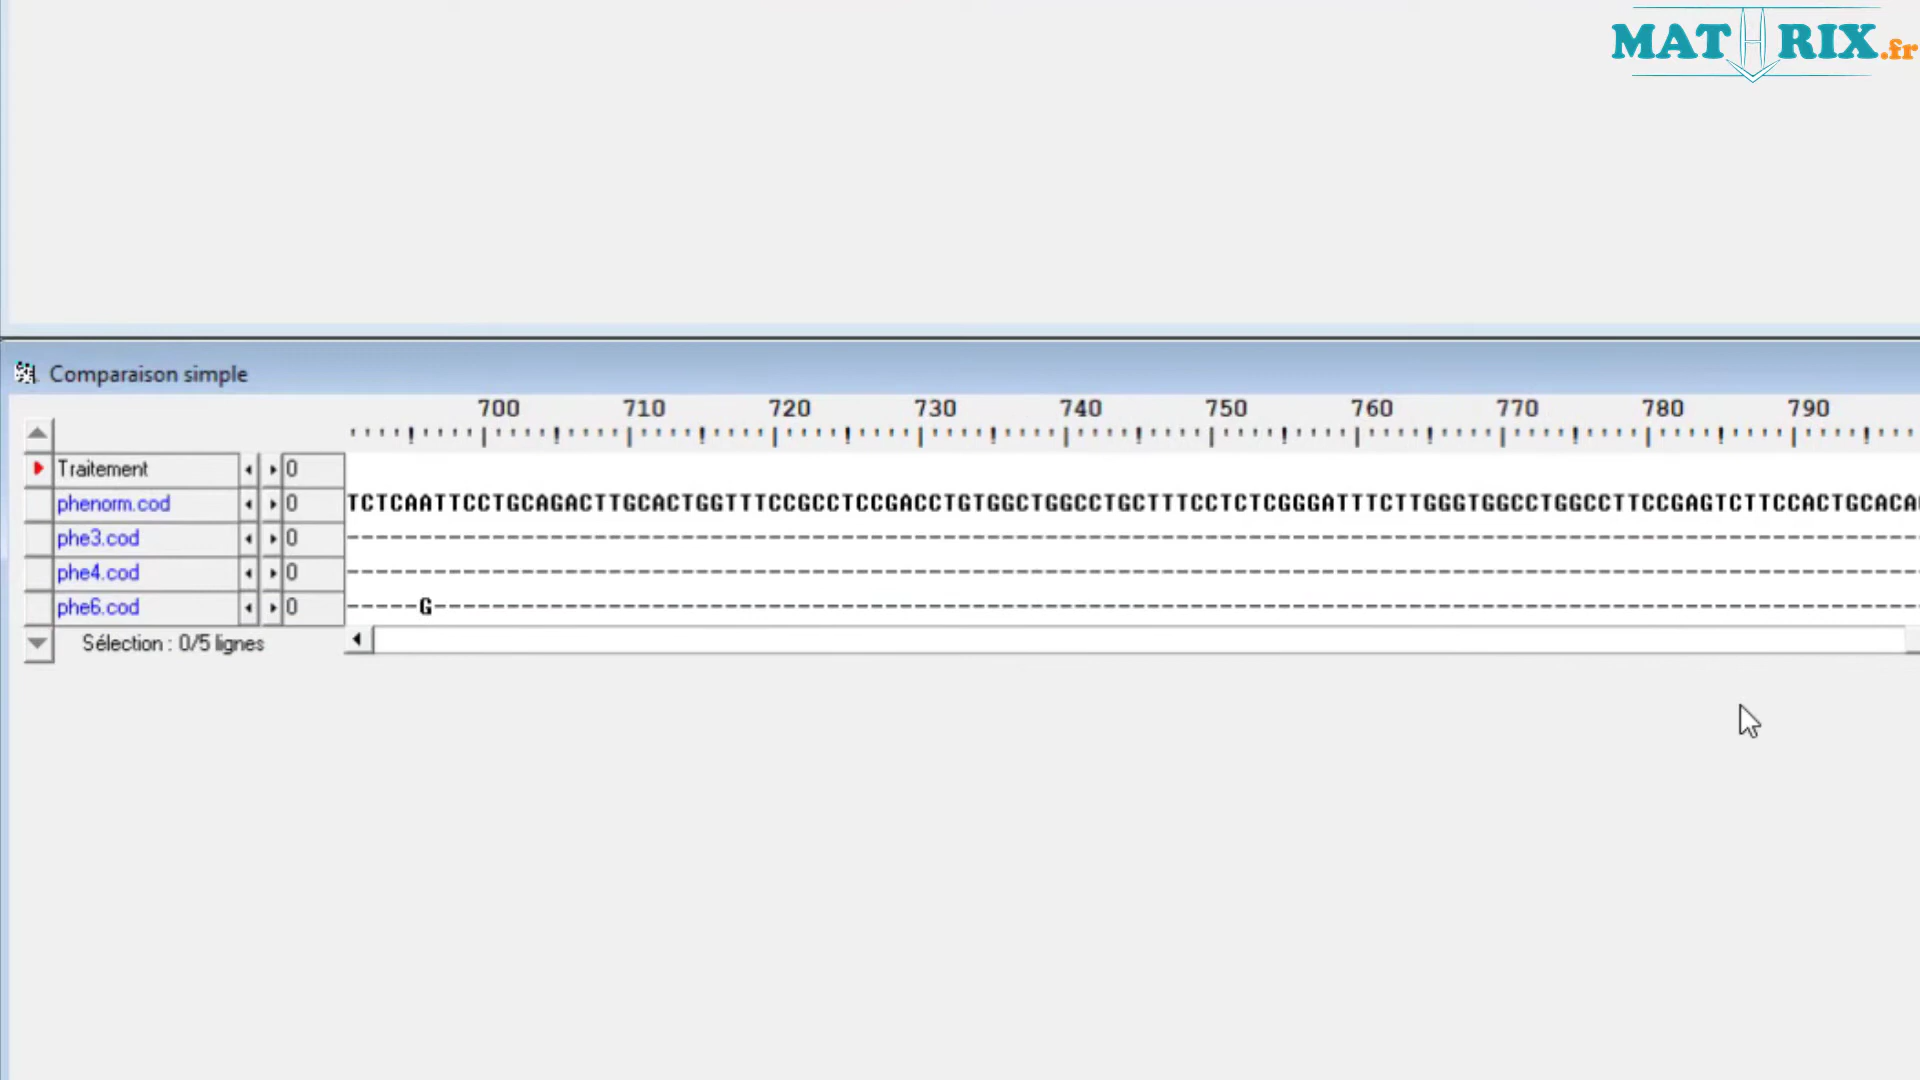 MATHRIX.fr
Comparaison simple
700 710 720 730 740 750 760 770 780 790
Traitement 0
phenorm.cod 0 TCTCAATTCCTGCAGACTTGCACTGGTTTCCGCCTCCGACCTGTGGCTGGCCTGCTTTCCTCTCGGGATTTCTTGGGTGGCCTGGCCTTCCGAGTCTTCCACTGCACA
phe3.cod 0 ------------------------------------------------------------------------------------------------------------
phe4.cod 0 ------------------------------------------------------------------------------------------------------------
phe6.cod 0 -----G------------------------------------------------------------------------------------------------------
Sélection : 0/5 lignes